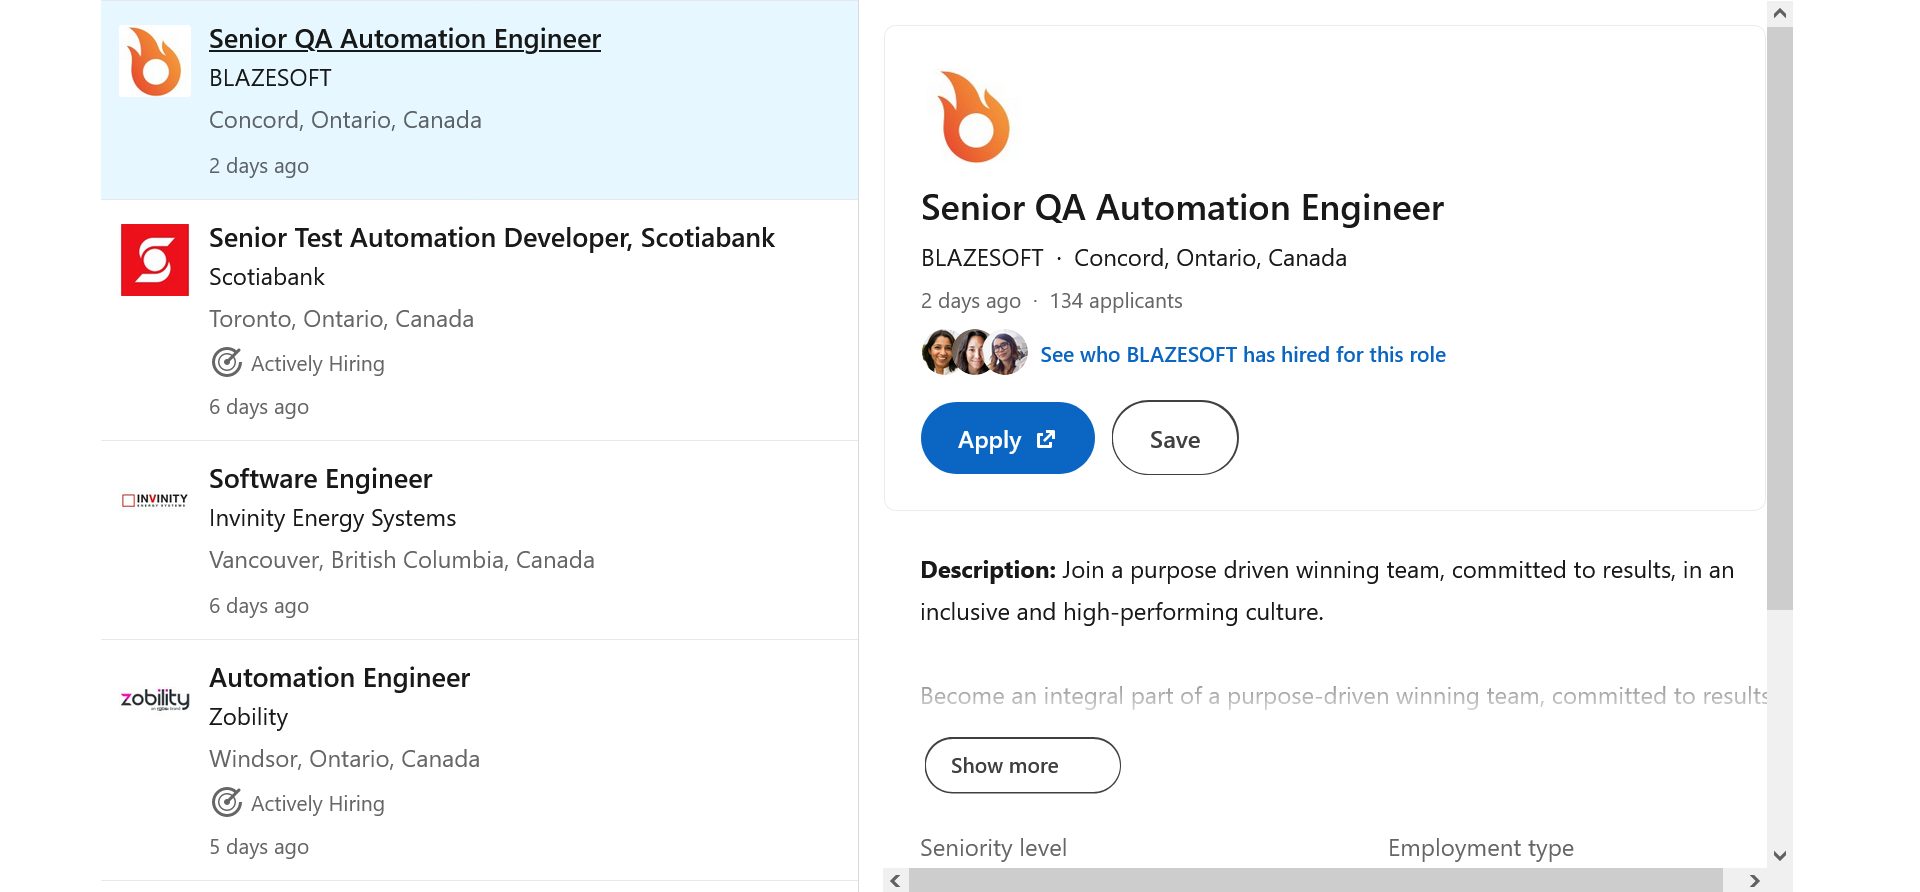 Senior QA Automation Engineer
BLAZESOFT
Concord, Ontario, Canada
2 days ago
Senior Test Automation Developer, Scotiabank
Scotiabank
Toronto, Ontario, Canada
Actively Hiring
6 days ago
INVINITY
ENERGY SYSTEMS
Software Engineer
Invinity Energy Systems
Vancouver, British Columbia, Canada
6 days ago
zobility
Automation Engineer
Zobility
Windsor, Ontario, Canada
Actively Hiring
5 days ago
Senior QA Automation Engineer
BLAZESOFT · Concord, Ontario, Canada
2 days ago · 134 applicants
See who BLAZESOFT has hired for this role
Apply
Save
Description: Join a purpose driven winning team, committed to results, in an
inclusive and high-performing culture.
Become an integral part of a purpose-driven winning team, committed to results
Show more
Seniority level
Employment type